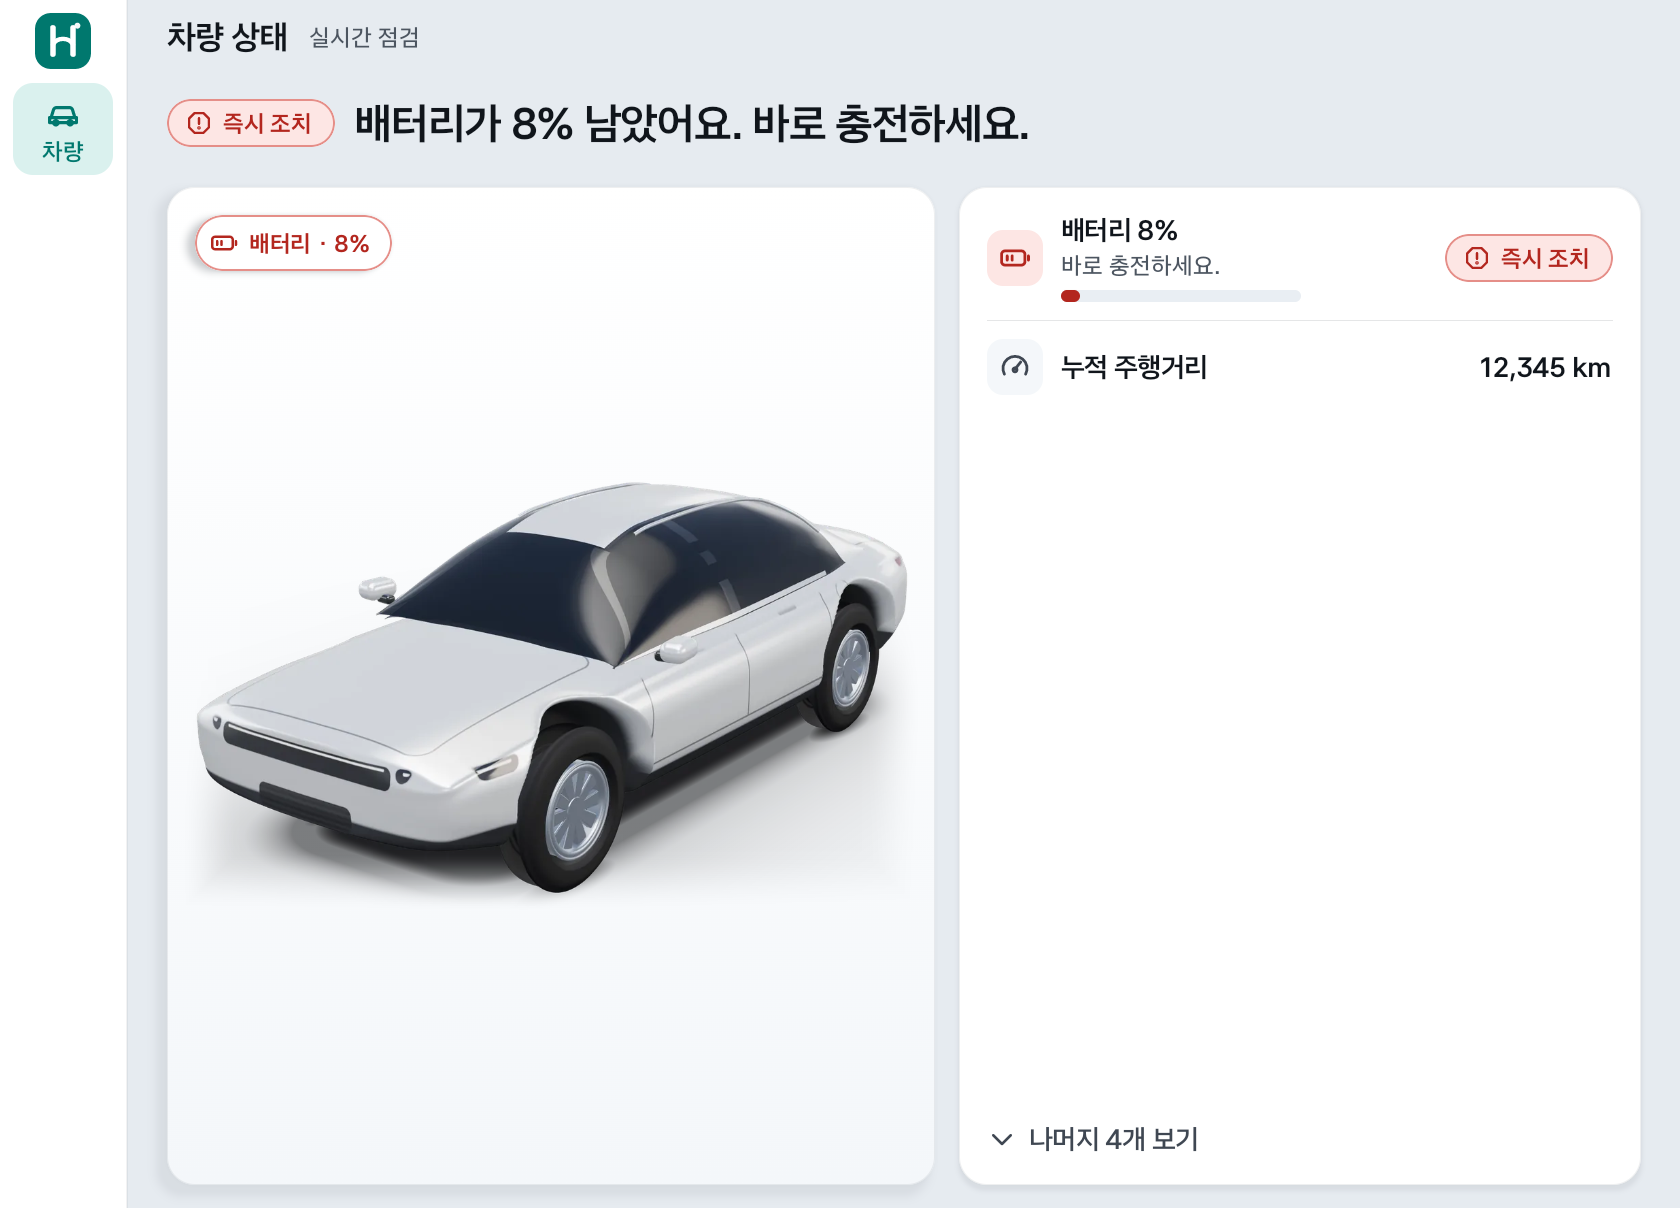 차량 상태 실시간 점검
차량
즉시 조치 배터리가 8% 남았어요. 바로 충전하세요.
배터리 · 8%
배터리 8%
바로 충전하세요.
즉시 조치
누적 주행거리 12,345 km
나머지 4개 보기